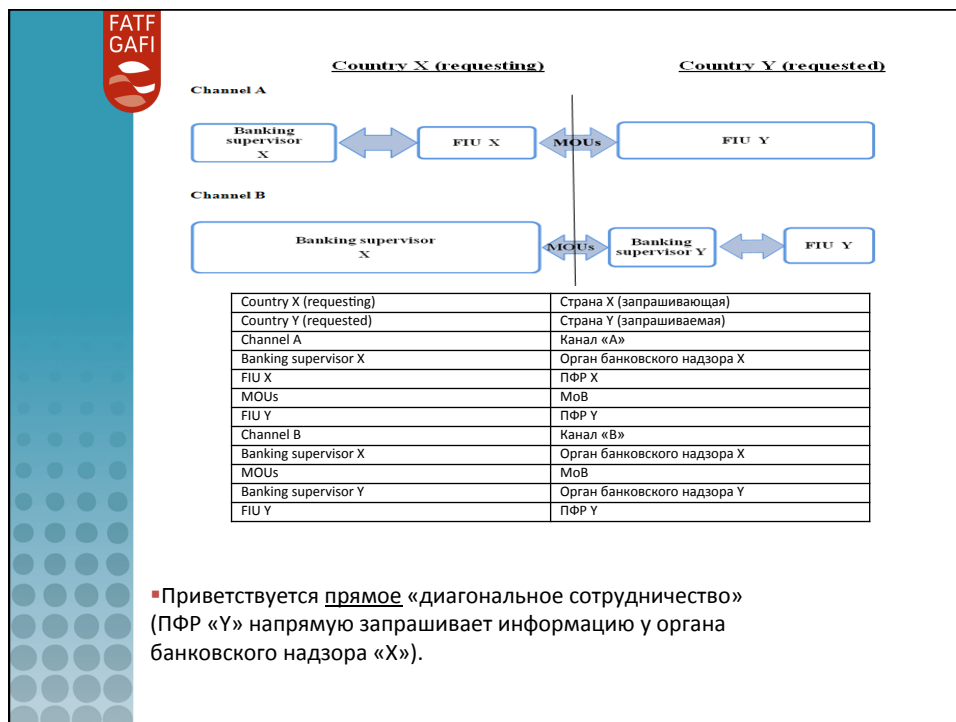 FATF
GAFI
Country X (requesting)
Country Y (requested)
Channel A
Banking
supervisor
X
FIU X
MOUs
FIU Y
Channel B
Banking supervisor
X
MOUs
Banking
supervisor Y
FIU Y
Country X (requesting) Страна X (запрашивающая)
Country Y (requested) Страна Y (запрашиваемая)
Channel A Канал «А»
Banking supervisor X Орган банковского надзора X
FIU X ПФР X
MOUs МоВ
FIU Y ПФР Y
Channel B Канал «В»
Banking supervisor X Орган банковского надзора X
MOUs МоВ
Banking supervisor Y Орган банковского надзора Y
FIU Y ПФР Y
▪Приветствуется прямое «диагональное сотрудничество»
(ПФР «Y» напрямую запрашивает информацию у органа
банковского надзора «X»).